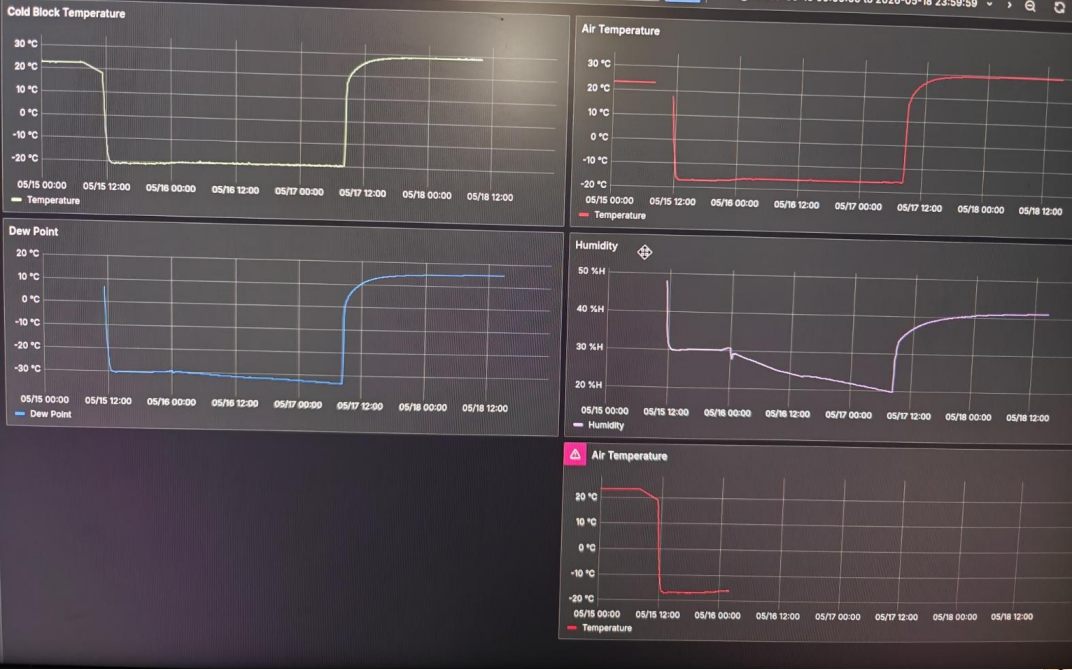 2026-05-18 23:59:59
Cold Block Temperature
30 °C
20 °C
10 °C
0 °C
-10 °C
-20 °C
05/15 00:00 05/15 12:00 05/16 00:00 05/16 12:00 05/17 00:00 05/17 12:00 05/18 00:00 05/18 12:00
Temperature
Air Temperature
30 °C
20 °C
10 °C
0 °C
-10 °C
-20 °C
05/15 00:00 05/15 12:00 05/16 00:00 05/16 12:00 05/17 00:00 05/17 12:00 05/18 00:00 05/18 12:00
Temperature
Dew Point
20 °C
10 °C
0 °C
-10 °C
-20 °C
-30 °C
05/15 00:00 05/15 12:00 05/16 00:00 05/16 12:00 05/17 00:00 05/17 12:00 05/18 00:00 05/18 12:00
Dew Point
Humidity
50 %H
40 %H
30 %H
20 %H
05/15 00:00 05/15 12:00 05/16 00:00 05/16 12:00 05/17 00:00 05/17 12:00 05/18 00:00 05/18 12:00
Humidity
Air Temperature
20 °C
10 °C
0 °C
-10 °C
-20 °C
05/15 00:00 05/15 12:00 05/16 00:00 05/16 12:00 05/17 00:00 05/17 12:00 05/18 00:00 05/18 12:00
Temperature